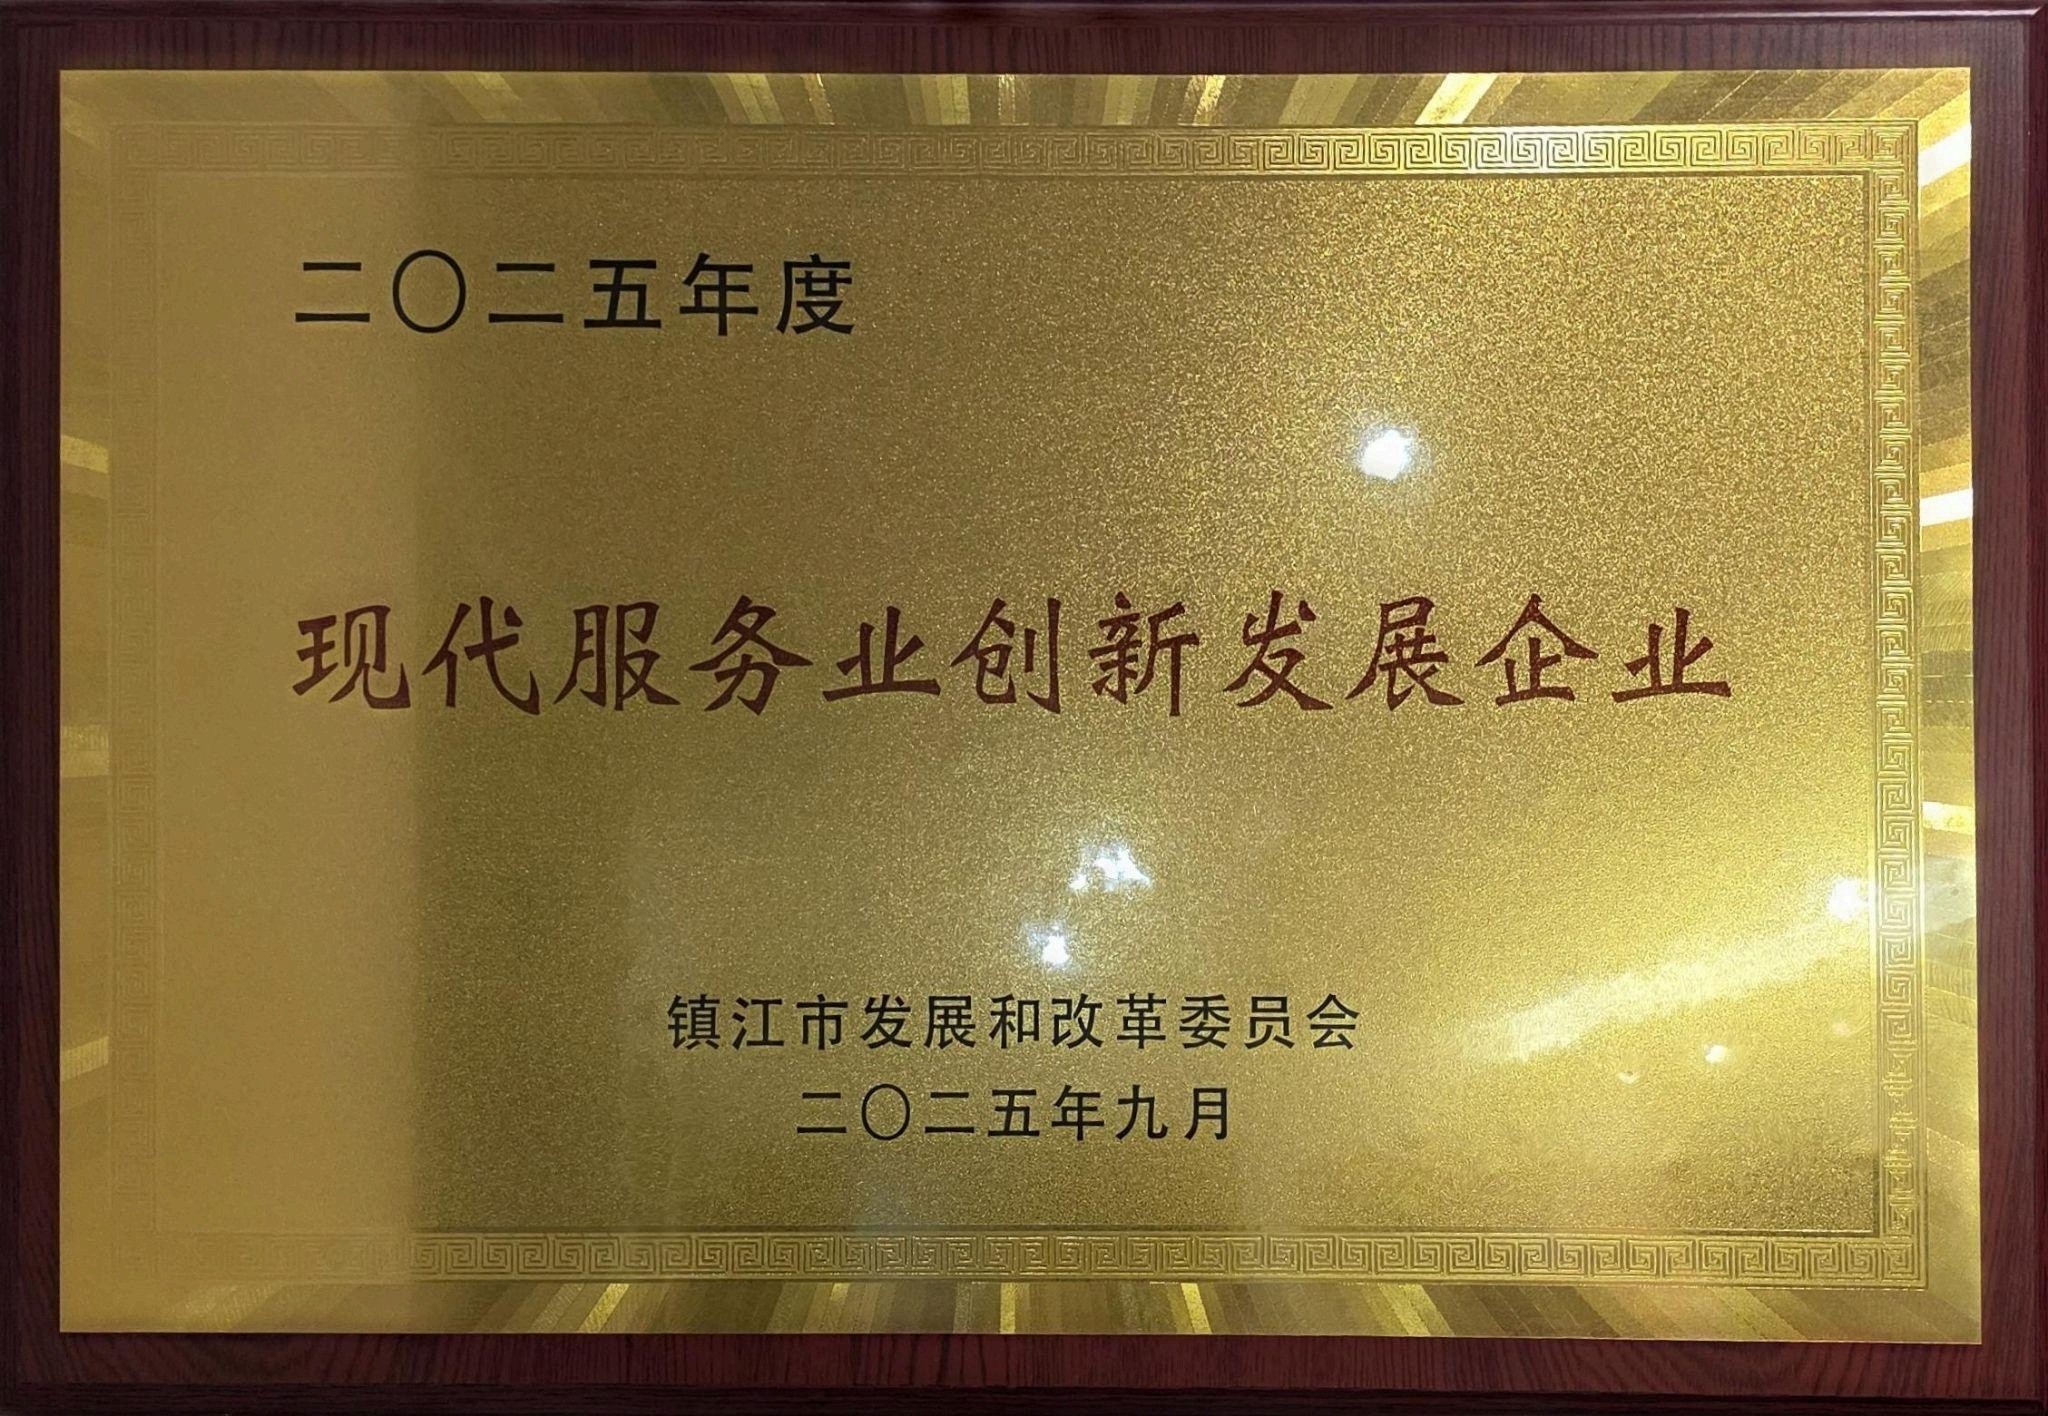 二〇二五年度
现代服务业创新发展企业
镇江市发展和改革委员会
二〇二五年九月